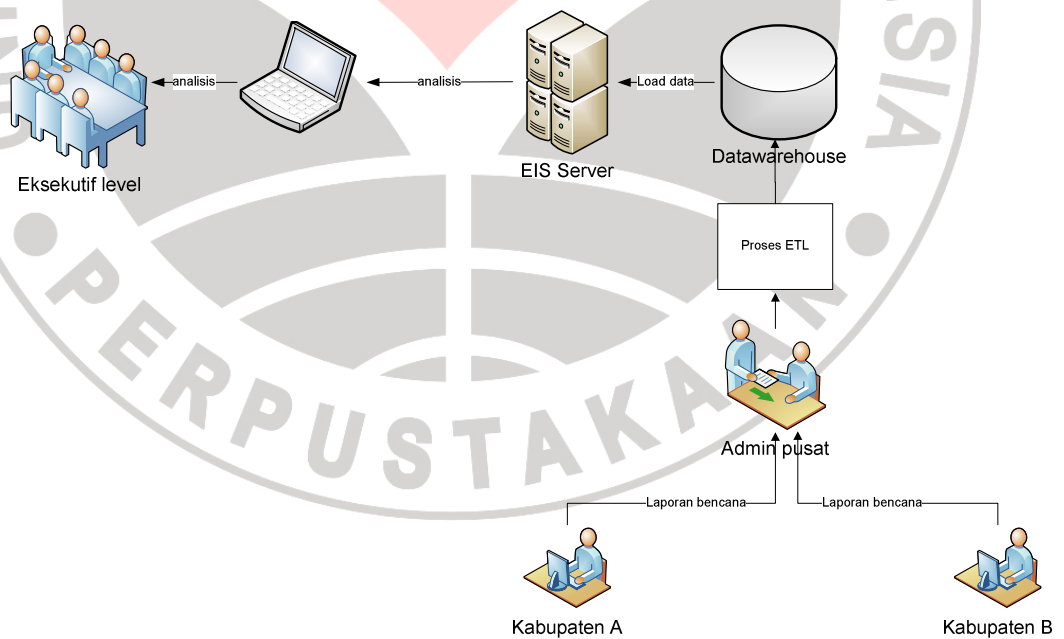 analisis
analisis
Load data
EIS Server
Datawarehouse
Eksekutif level
Proses ETL
PERPUSTAKAAN
SIA
Admin pusat
Laporan bencana
Laporan bencana
Kabupaten A
Kabupaten B